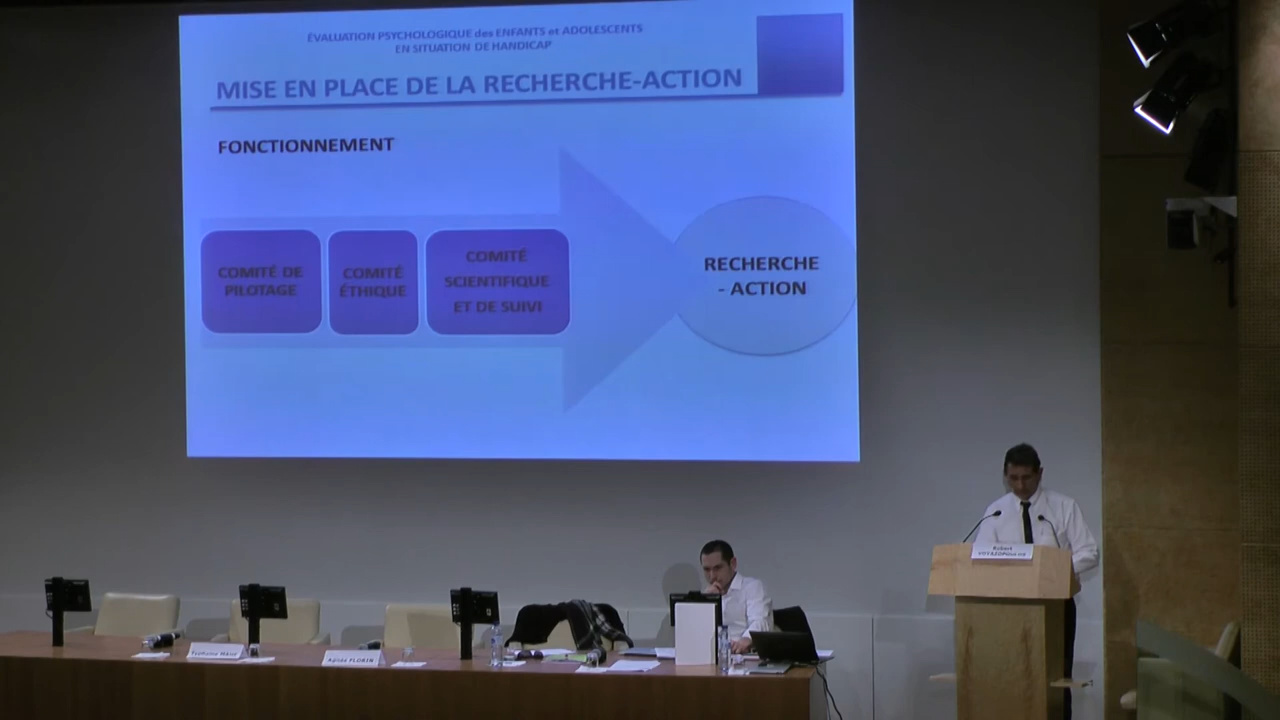 ÉVALUATION PSYCHOLOGIQUE des ENFANTS et ADOLESCENTS
EN SITUATION DE HANDICAP
MISE EN PLACE DE LA RECHERCHE-ACTION
FONCTIONNEMENT
COMITÉ DE
PILOTAGE
COMITÉ
ÉTHIQUE
COMITÉ
SCIENTIFIQUE
ET DE SUIVI
RECHERCHE
- ACTION
Robert
Agnès FLORIN